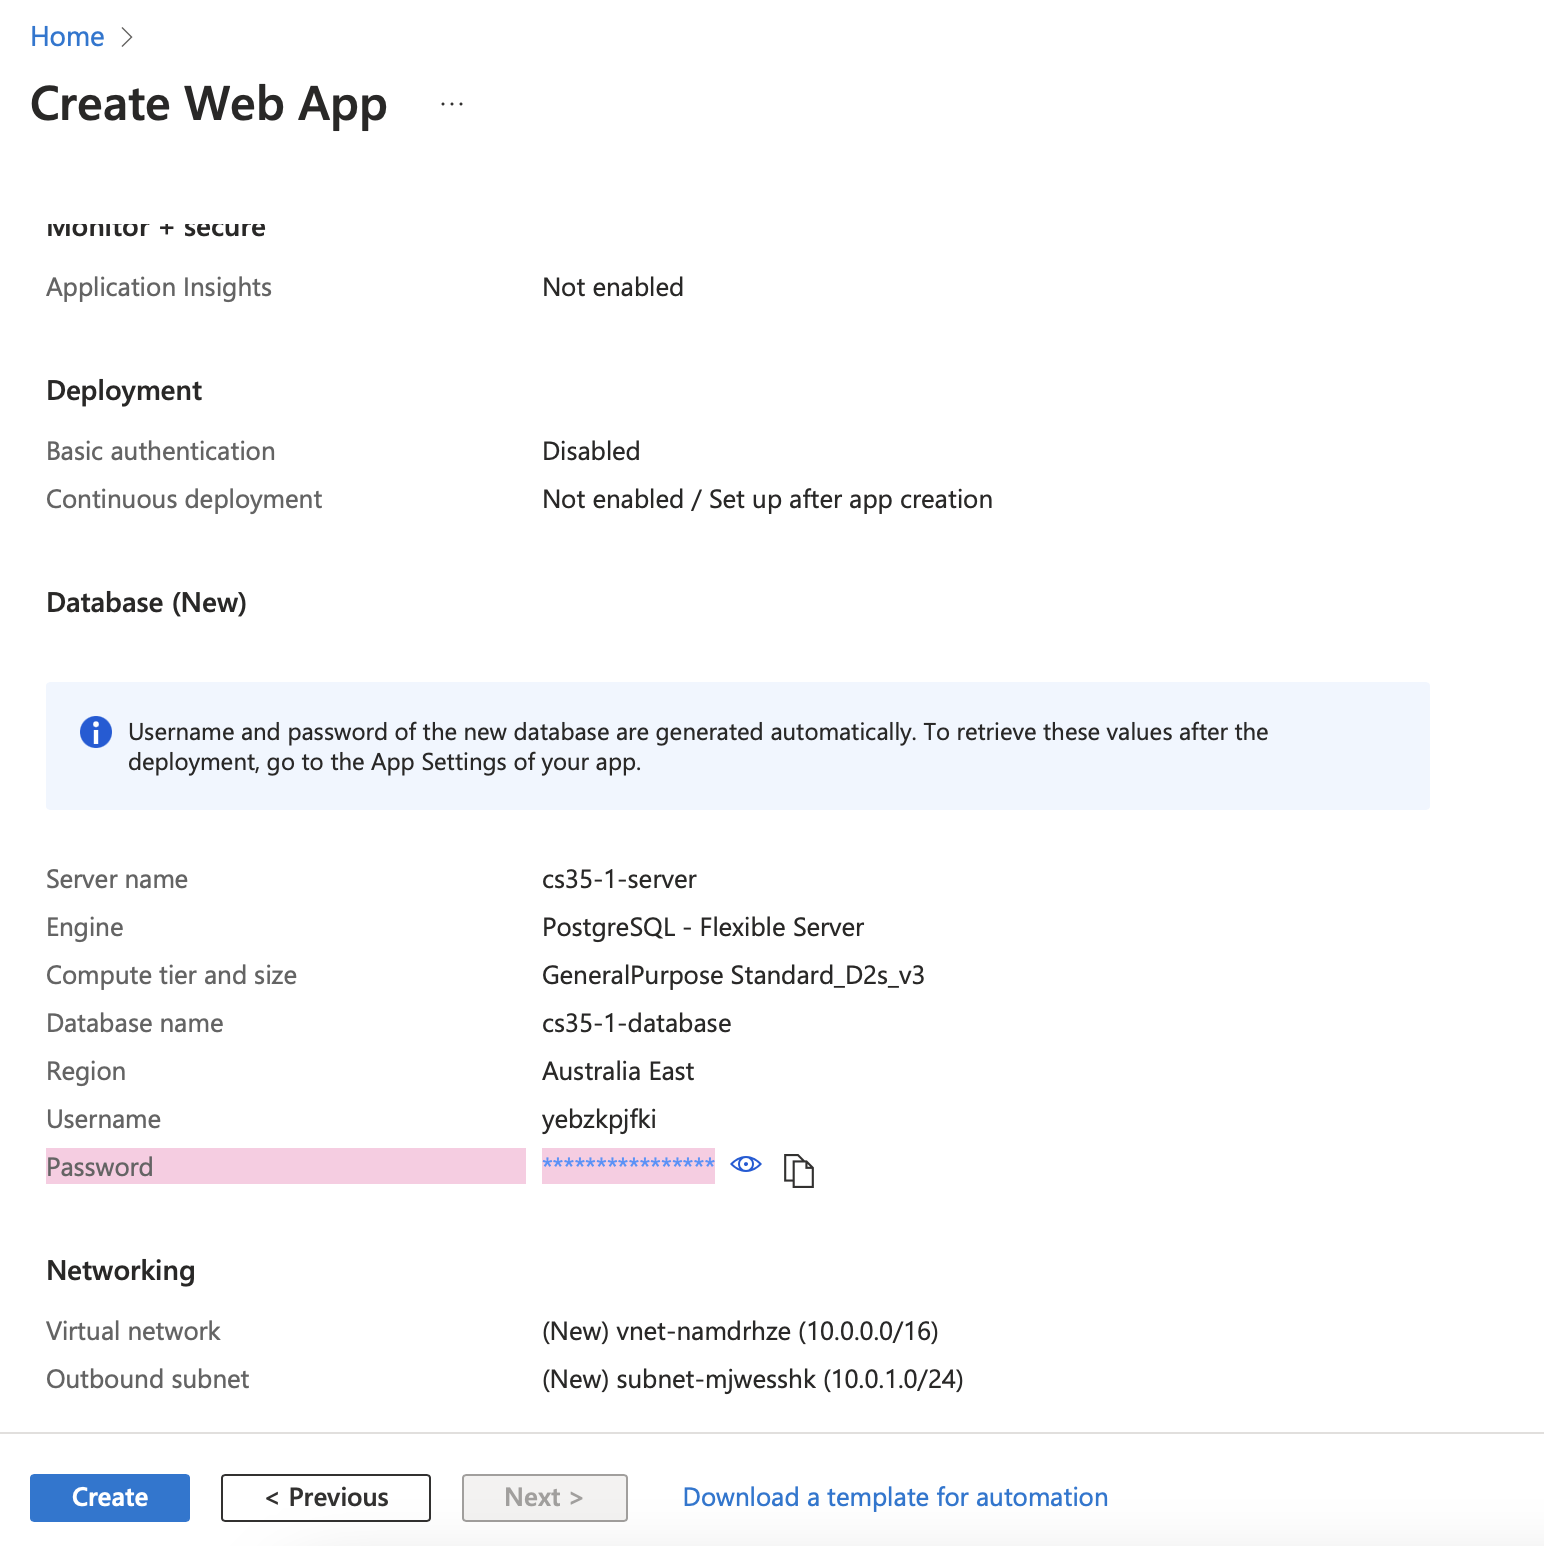 Home >
Create Web App ...
Monitor + secure
Application Insights Not enabled
Deployment
Basic authentication Disabled
Continuous deployment Not enabled / Set up after app creation
Database (New)
Username and password of the new database are generated automatically. To retrieve these values after the
deployment, go to the App Settings of your app.
Server name cs35-1-server
Engine PostgreSQL - Flexible Server
Compute tier and size GeneralPurpose Standard_D2s_v3
Database name cs35-1-database
Region Australia East
Username yebzkpjfki
Password ****************
Networking
Virtual network (New) vnet-namdrhze (10.0.0.0/16)
Outbound subnet (New) subnet-mjwesshk (10.0.1.0/24)
Create < Previous Next > Download a template for automation